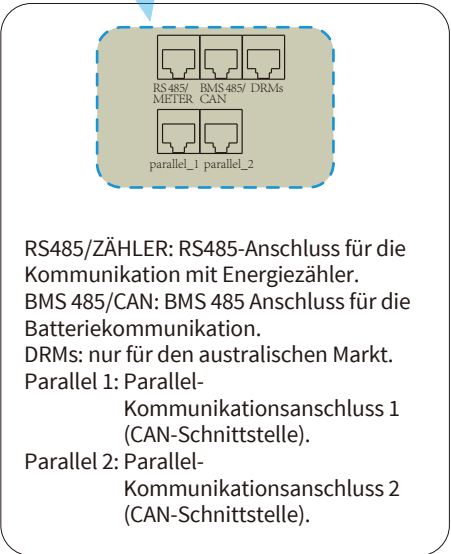 RS485/ BMS 485/ DRMs
METER CAN
parallel_1 parallel_2
RS485/ZÄHLER: RS485-Anschluss für die
Kommunikation mit Energiezähler.
BMS 485/CAN: BMS 485 Anschluss für die
Batteriekommunikation.
DRMs: nur für den australischen Markt.
Parallel 1: Parallel-
Kommunikationsanschluss 1
(CAN-Schnittstelle).
Parallel 2: Parallel-
Kommunikationsanschluss 2
(CAN-Schnittstelle).